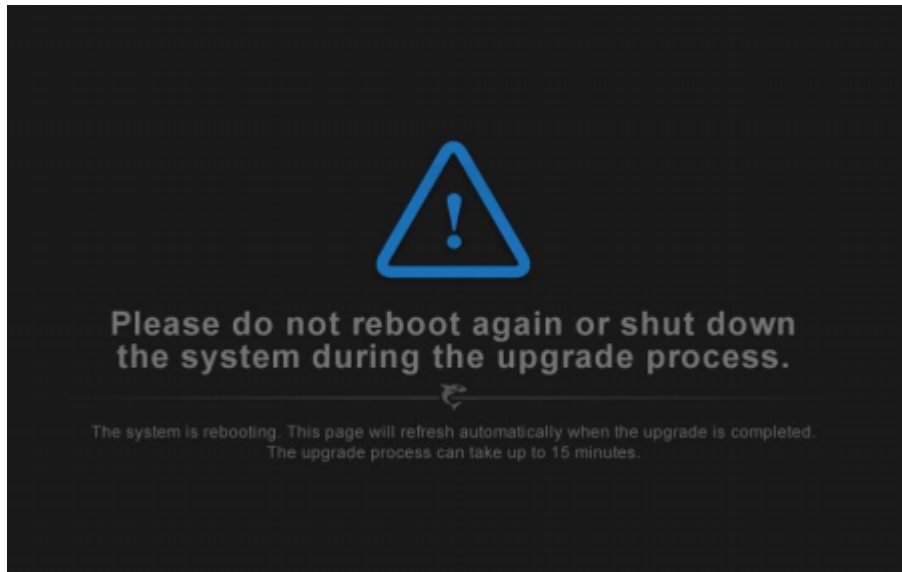 Please do not reboot again or shut down
the system during the upgrade process.
The system is rebooting. This page will refresh automatically when the upgrade is completed.
The upgrade process can take up to 15 minutes.